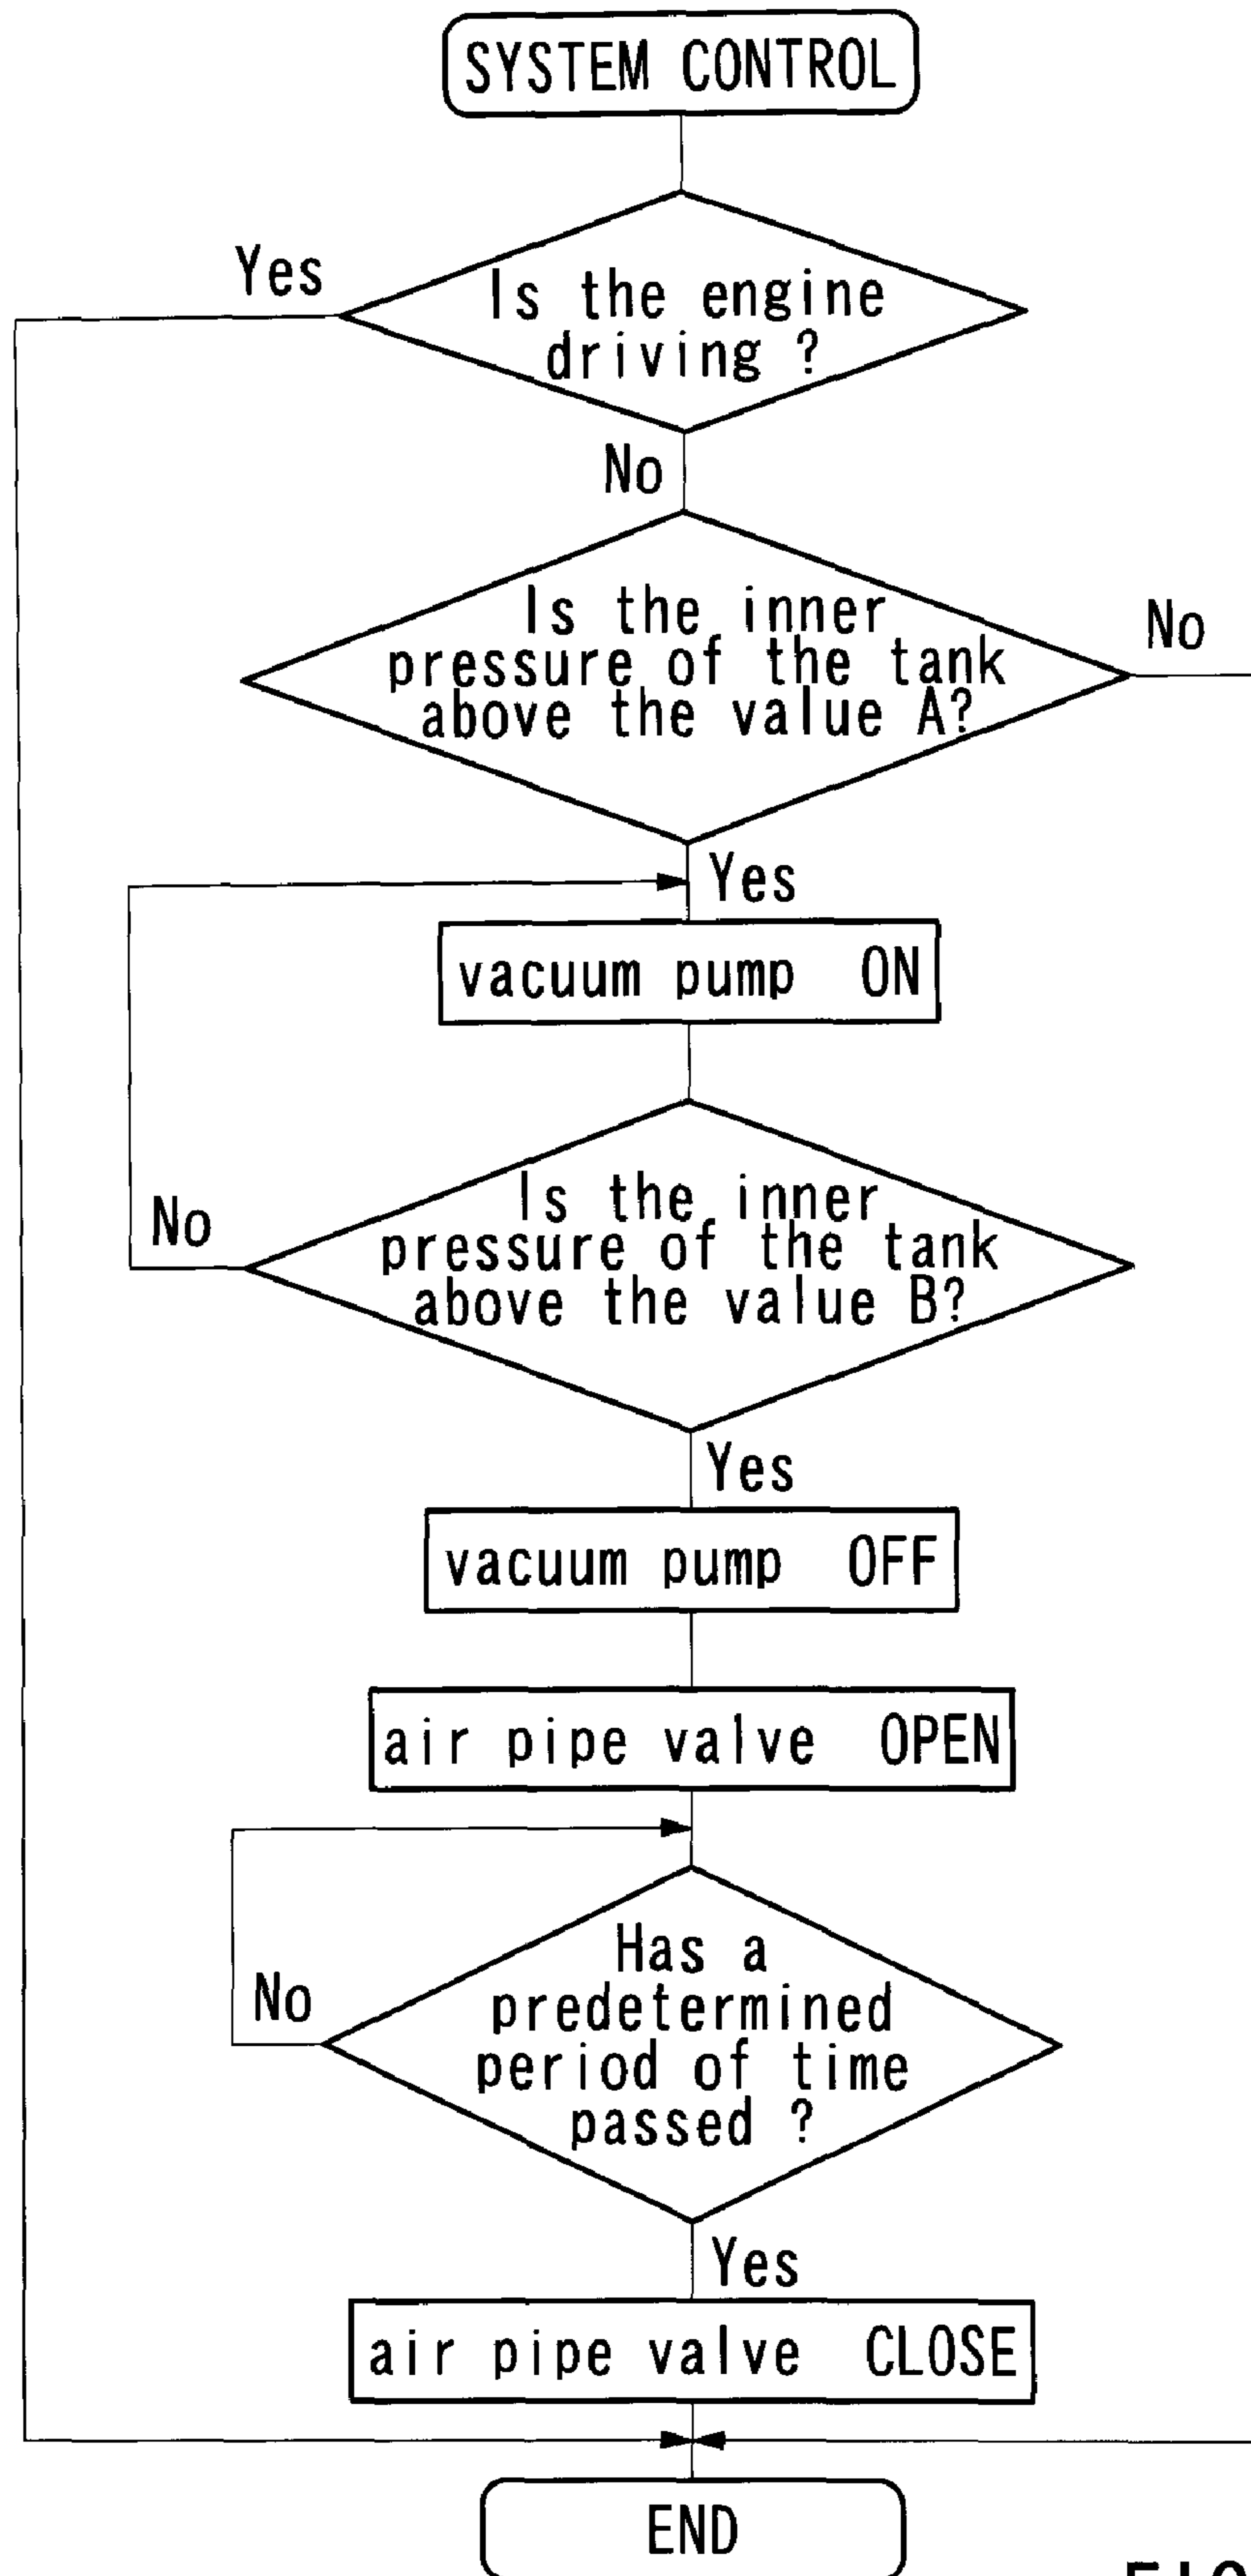 SYSTEM CONTROL
Yes
Is the engine
driving ?
No
Is the inner
pressure of the tank
above the value A?
No
Yes
vacuum pump ON
Is the inner
pressure of the tank
above the value B?
No
Yes
vacuum pump OFF
air pipe valve OPEN
Has a
predetermined
period of time
passed ?
No
Yes
air pipe valve CLOSE
END